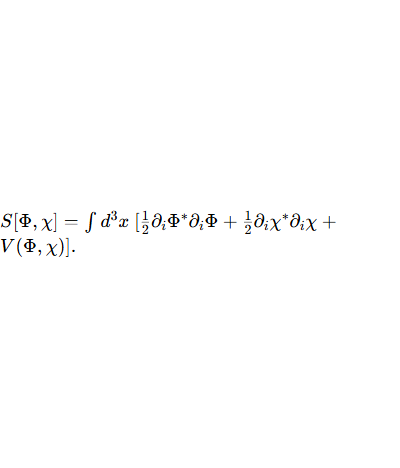 S[Φ, χ] = ∫ d³x [½∂ᵢΦ*∂ᵢΦ + ½∂ᵢχ*∂ᵢχ +
V(Φ, χ)].